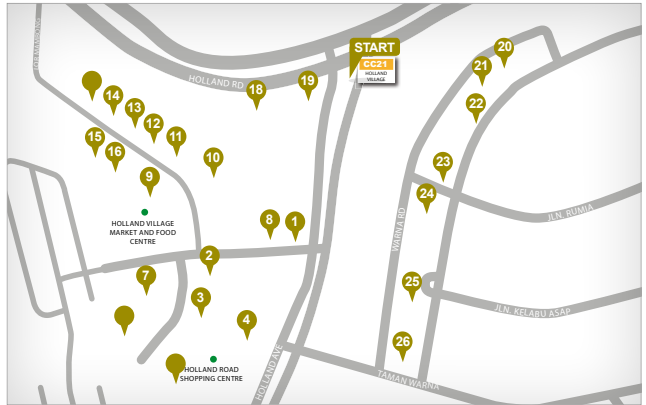 START
CC21
HOLLAND
VILLAGE
20
21
19
HOLLAND RD
18
14
13
12
22
11
15
16
10
23
9
24
JLN. RUMIA
HOLLAND VILLAGE
MARKET AND FOOD
CENTRE
8
1
WARNA RD
2
7
25
3
JLN. KELABU ASAP
4
26
HOLLAND ROAD
SHOPPING CENTRE
HOLLAND AVE
TAMAN WARNA